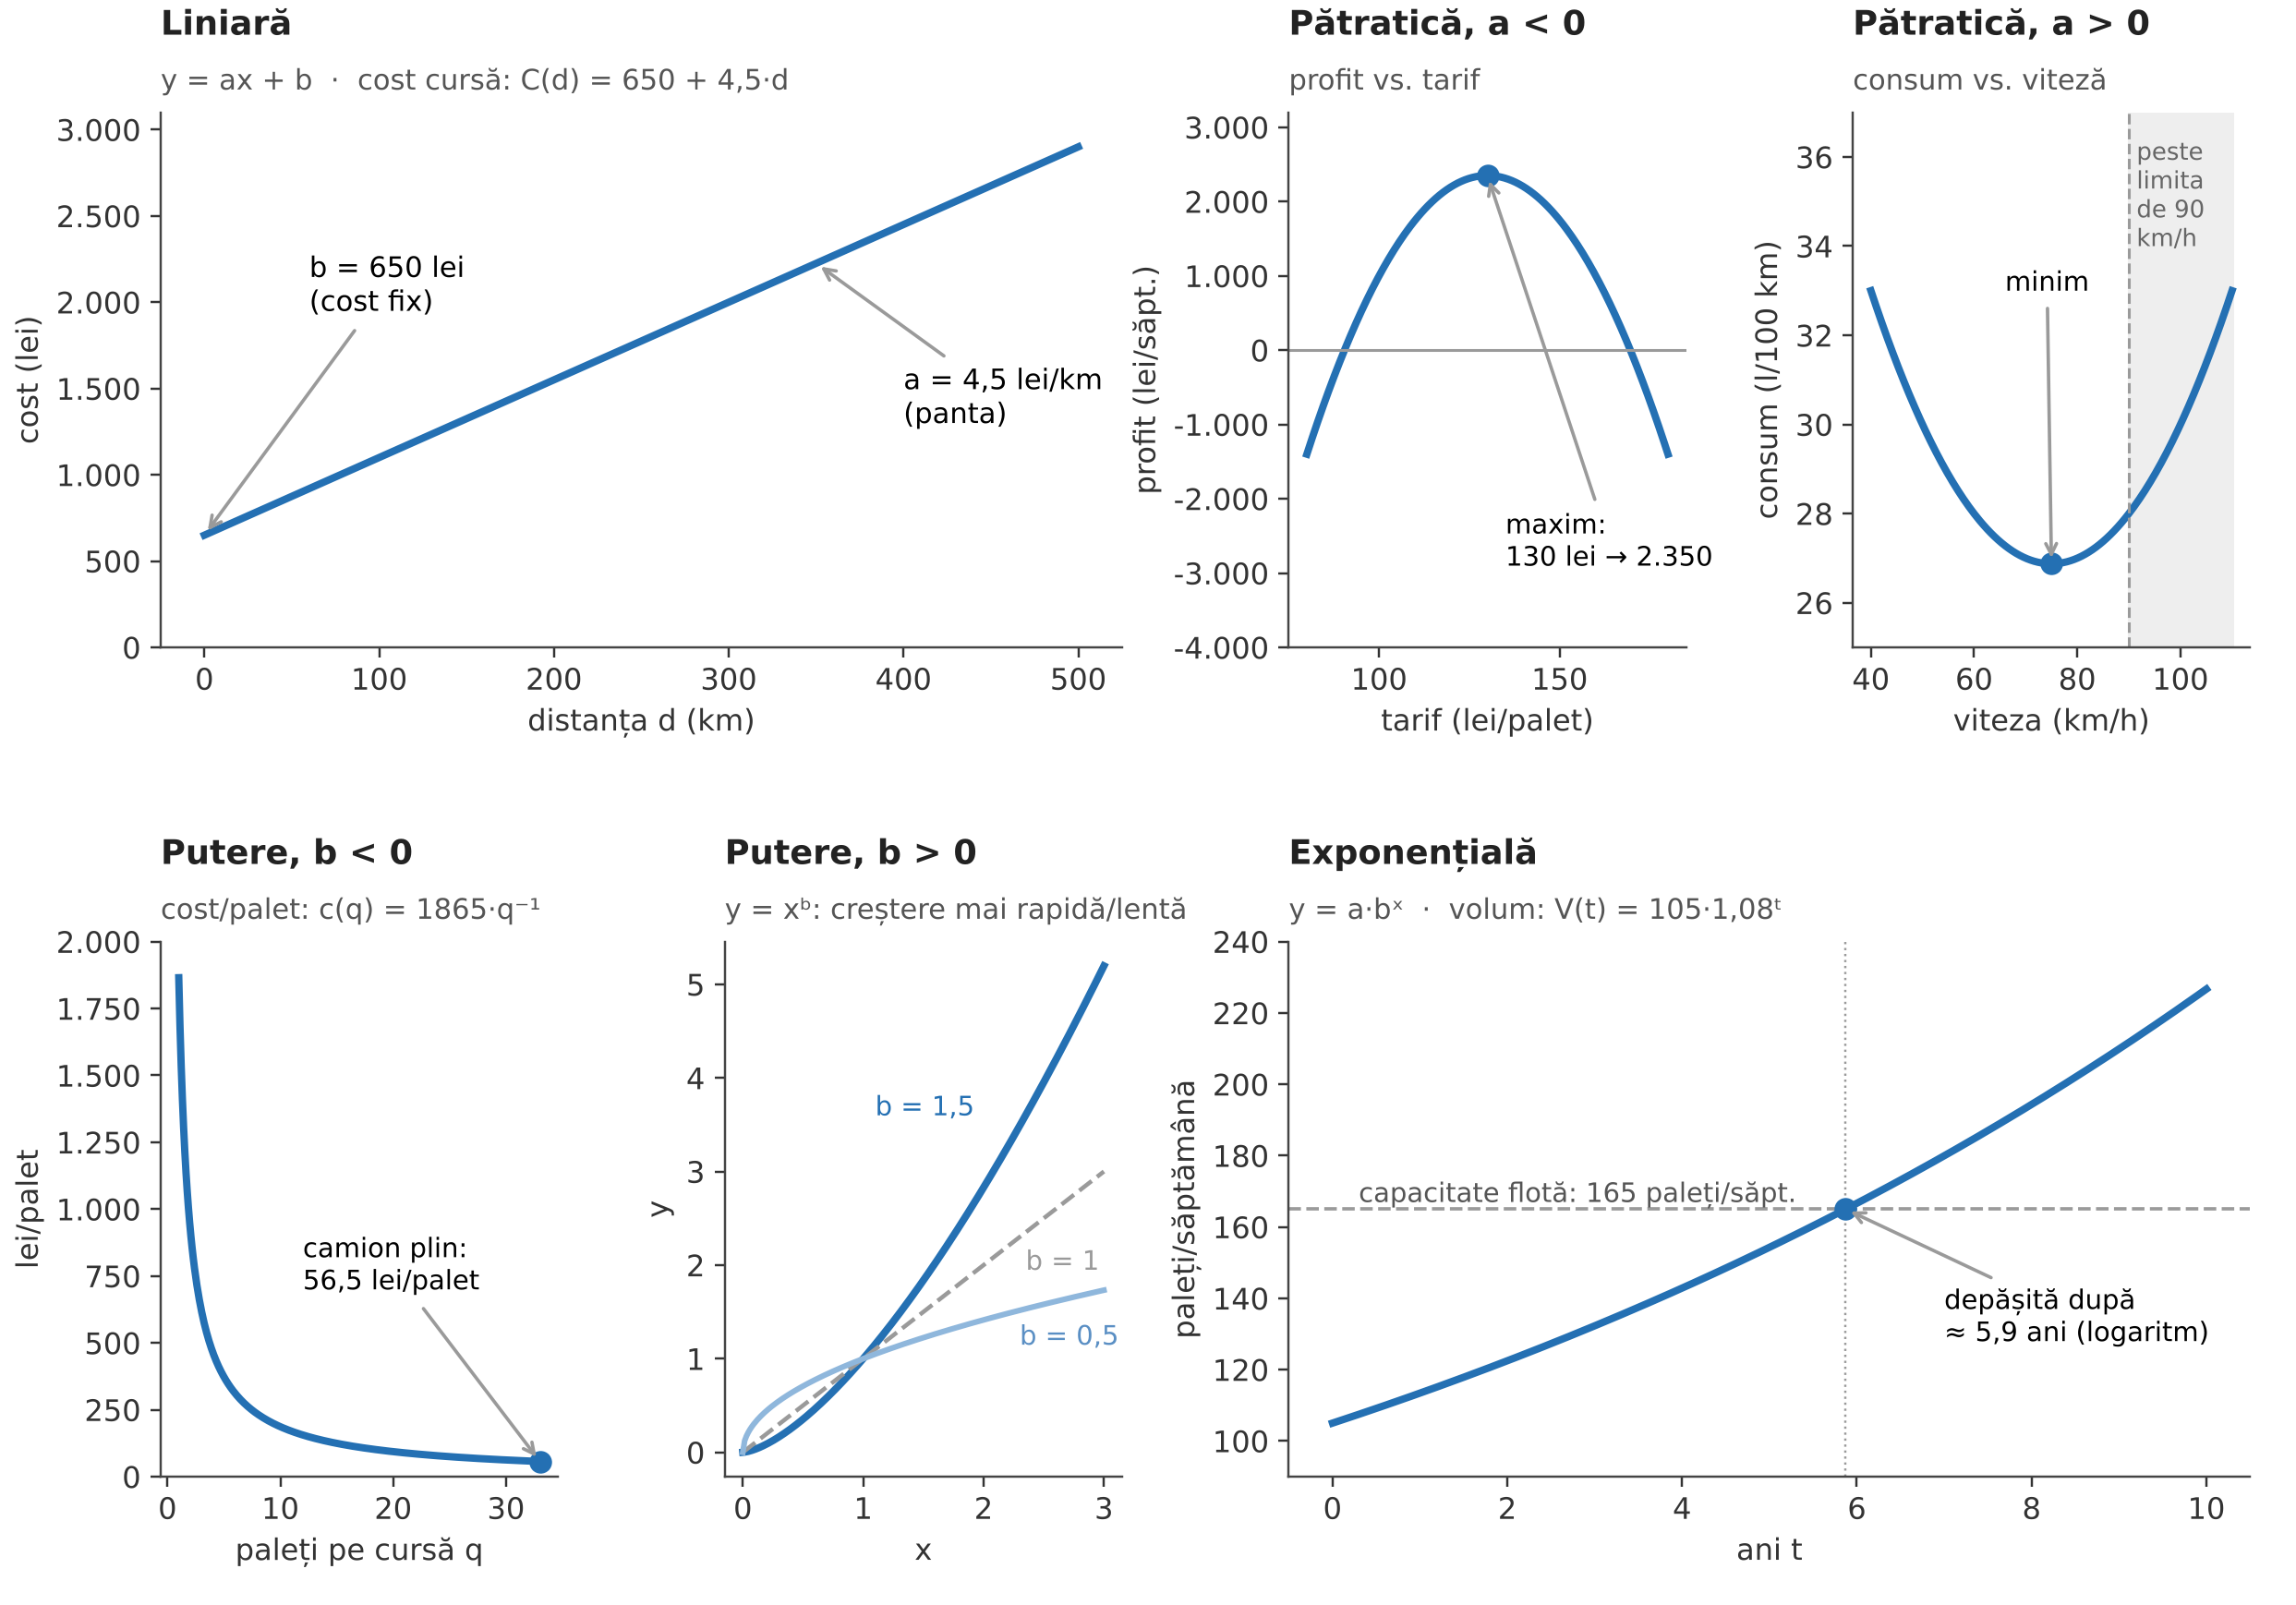 Liniară
y = ax + b · cost cursă: C(d) = 650 + 4,5·d
3.000
2.500
2.000
1.500
1.000
500
0
cost (lei)
b = 650 lei
(cost fix)
a = 4,5 lei/km
(panta)
0 100 200 300 400 500
distanța d (km)
Pătratică, a < 0
profit vs. tarif
3.000
2.000
1.000
0
-1.000
-2.000
-3.000
-4.000
profit (lei/săpt.)
maxim:
130 lei → 2.350
100 150
tarif (lei/palet)
Pătratică, a > 0
consum vs. viteză
36
34
32
30
28
26
consum (l/100 km)
peste
limita
de 90
km/h
minim
40 60 80 100
viteza (km/h)
Putere, b < 0
cost/palet: c(q) = 1865·q⁻¹
2.000
1.750
1.500
1.250
1.000
750
500
250
0
lei/palet
camion plin:
56,5 lei/palet
0 10 20 30
paleți pe cursă q
Putere, b > 0
y = xᵇ: creștere mai rapidă/lentă
5
4
3
2
1
0
y
b = 1,5
b = 1
b = 0,5
0 1 2 3
x
Exponențială
y = a·bˣ · volum: V(t) = 105·1,08ᵗ
240
220
200
180
160
140
120
100
paleți/săptămână
capacitate flotă: 165 paleți/săpt.
depășită după
≈ 5,9 ani (logaritm)
0 2 4 6 8 10
ani t